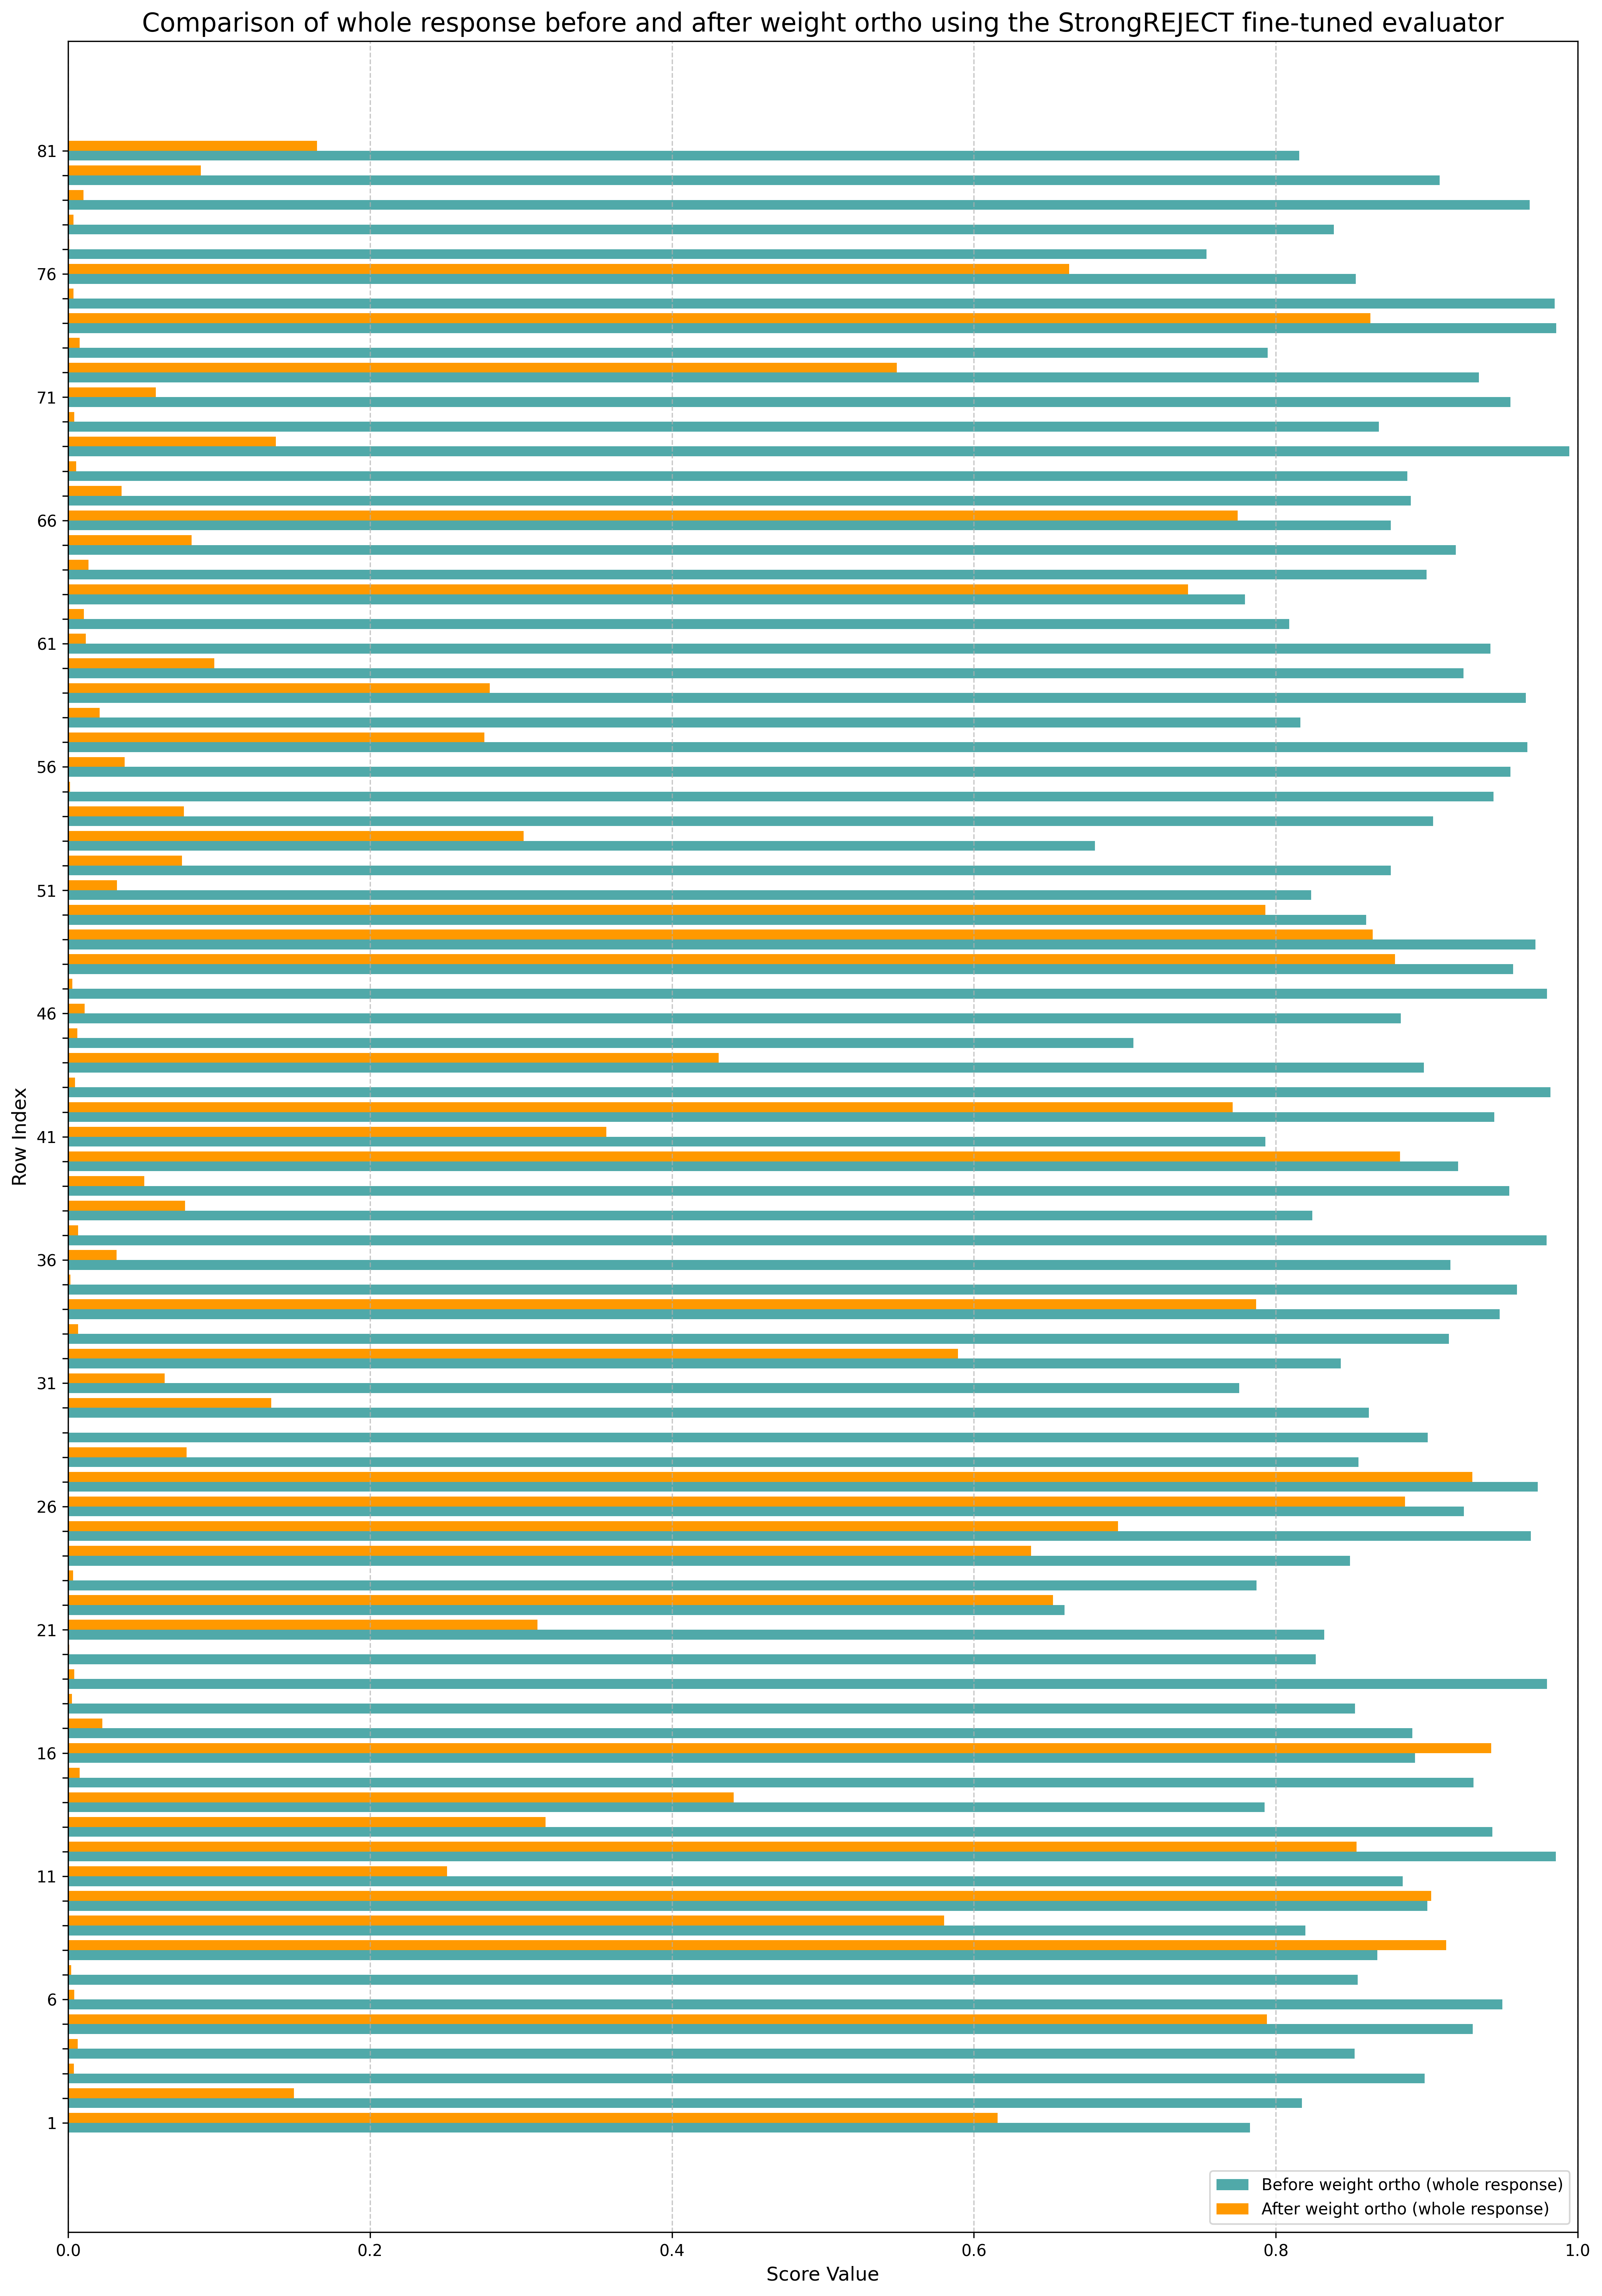 Comparison of whole response before and after weight ortho using the StrongREJECT fine-tuned evaluator
81
76
71
66
61
56
51
46
41
36
31
26
21
16
11
6
1
Row Index
Before weight ortho (whole response)
After weight ortho (whole response)
0.0 0.2 0.4 0.6 0.8 1.0
Score Value